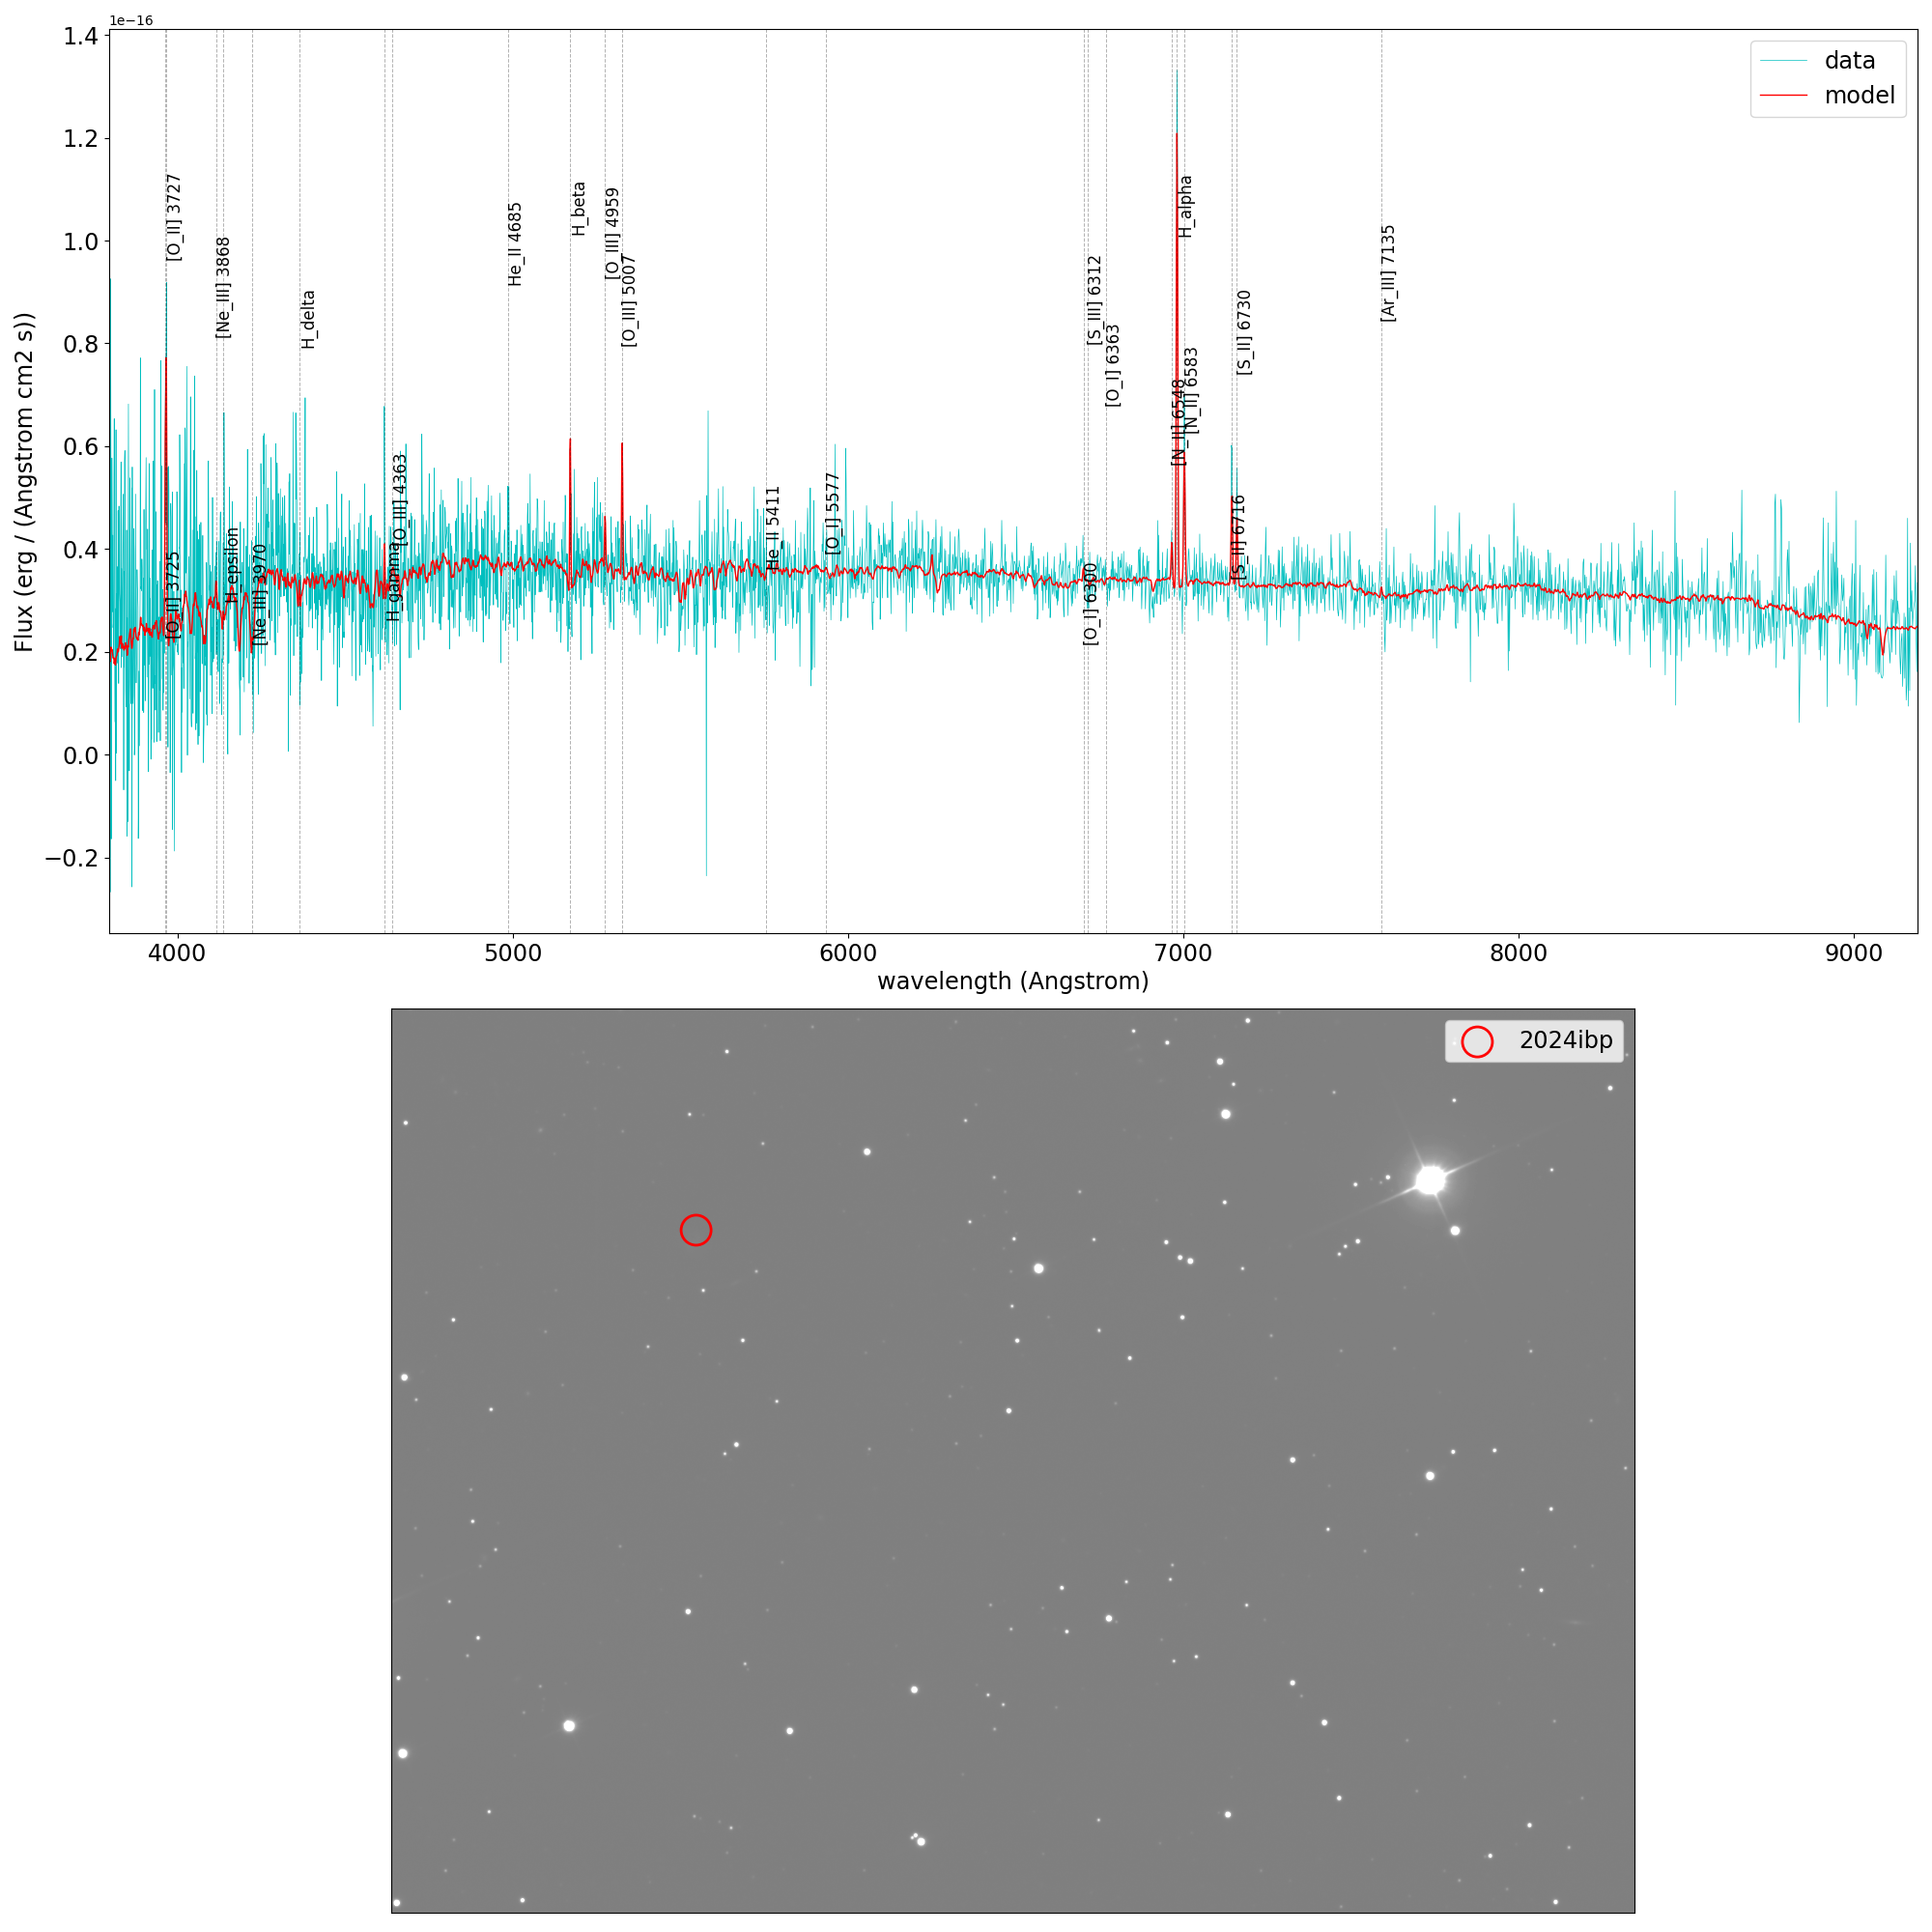 1e−16
1.4
1.2
1.0
0.8
0.6
0.4
0.2
0.0
−0.2
Flux (erg / (Angstrom cm2 s))
data
model
[O_II] 3725
[O_II] 3727
[Ne_III] 3868
H_epsilon
[Ne_III] 3970
H_delta
H_gamma
[O_III] 4363
He_II 4685
H_beta
[O_III] 4959
[O_III] 5007
He_II 5411
[O_I] 5577
[O_I] 6300
[S_III] 6312
[O_I] 6363
[N_II] 6548
H_alpha
[N_II] 6583
[S_II] 6716
[S_II] 6730
[Ar_III] 7135
4000
5000
6000
7000
8000
9000
wavelength (Angstrom)
2024ibp